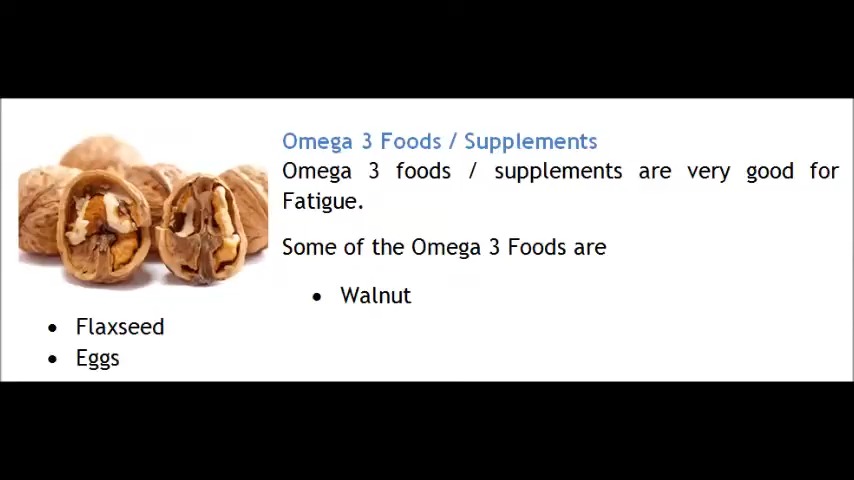 Omega 3 Foods / Supplements
Omega 3 foods / supplements are very good for
Fatigue.
Some of the Omega 3 Foods are
• Walnut
• Flaxseed
• Eggs